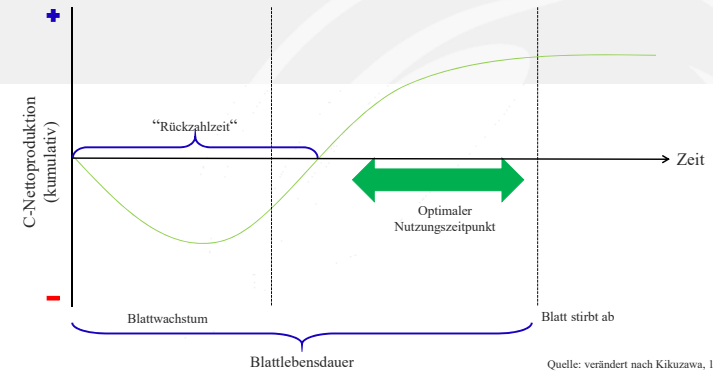 +
C-Nettoproduktion
(kumulativ)
“Rückzahlzeit“
Zeit
Optimaler
Nutzungszeitpunkt
–
Blattwachstum
Blatt stirbt ab
Blattlebensdauer
Quelle: verändert nach Kikuzawa, 1